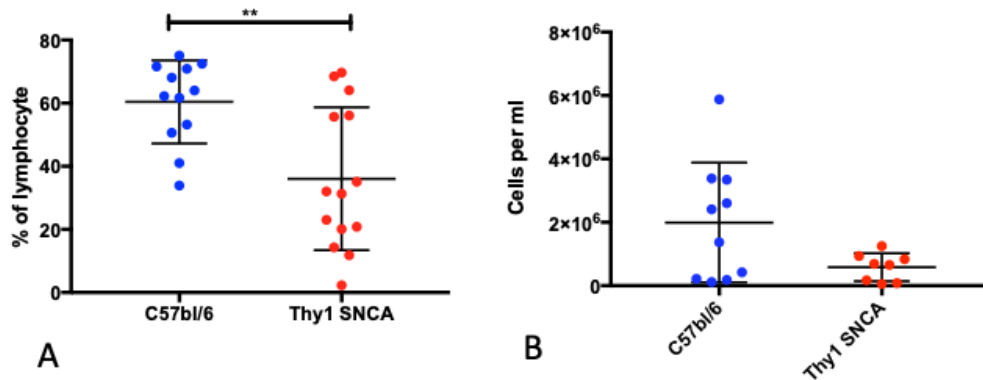 **
% of lymphocyte
80
60
40
20
0
C57bl/6
Thy1 SNCA
A
Cells per ml
8×10⁶
6×10⁶
4×10⁶
2×10⁶
0
C57bl/6
Thy1 SNCA
B